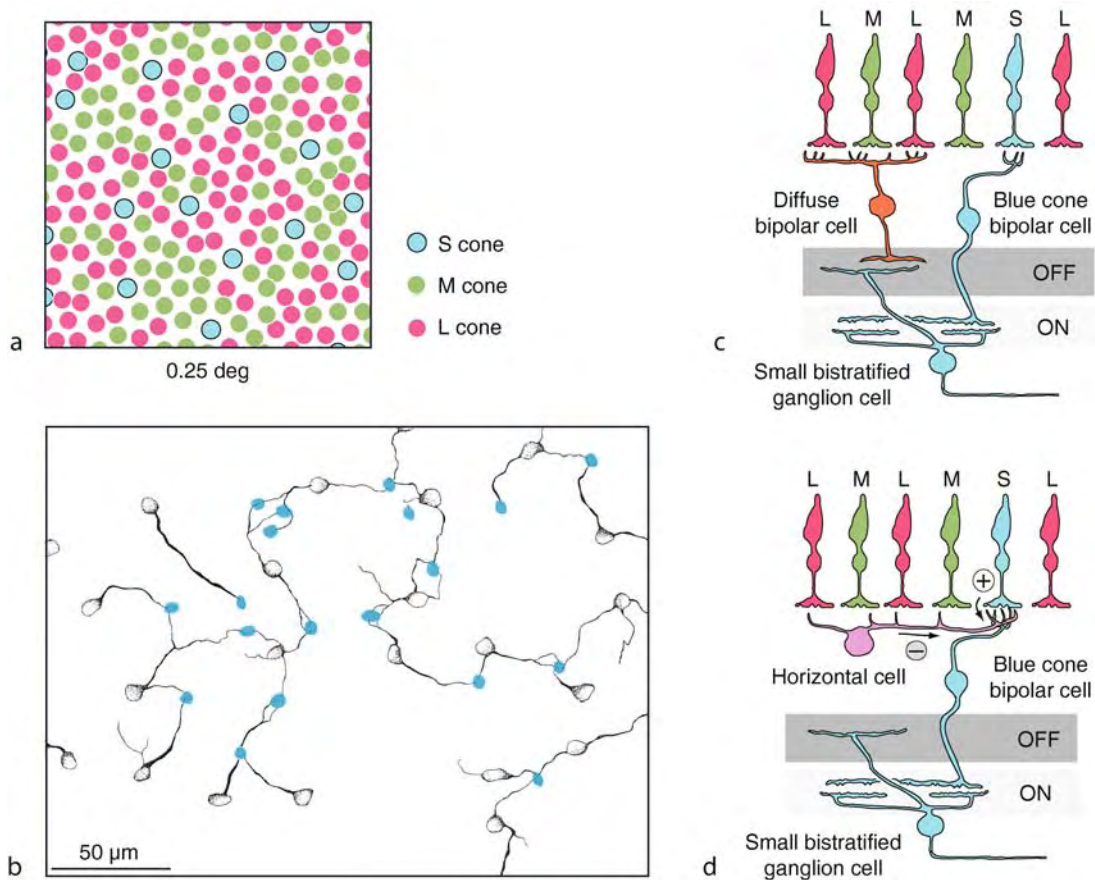 S cone
M cone
L cone
a
0.25 deg
50 µm
b
L M L M S L
Diffuse
bipolar cell
Blue cone
bipolar cell
OFF
ON
c
Small bistratified
ganglion cell
L M L M S L
+
−
Horizontal cell
Blue cone
bipolar cell
OFF
ON
Small bistratified
ganglion cell
d